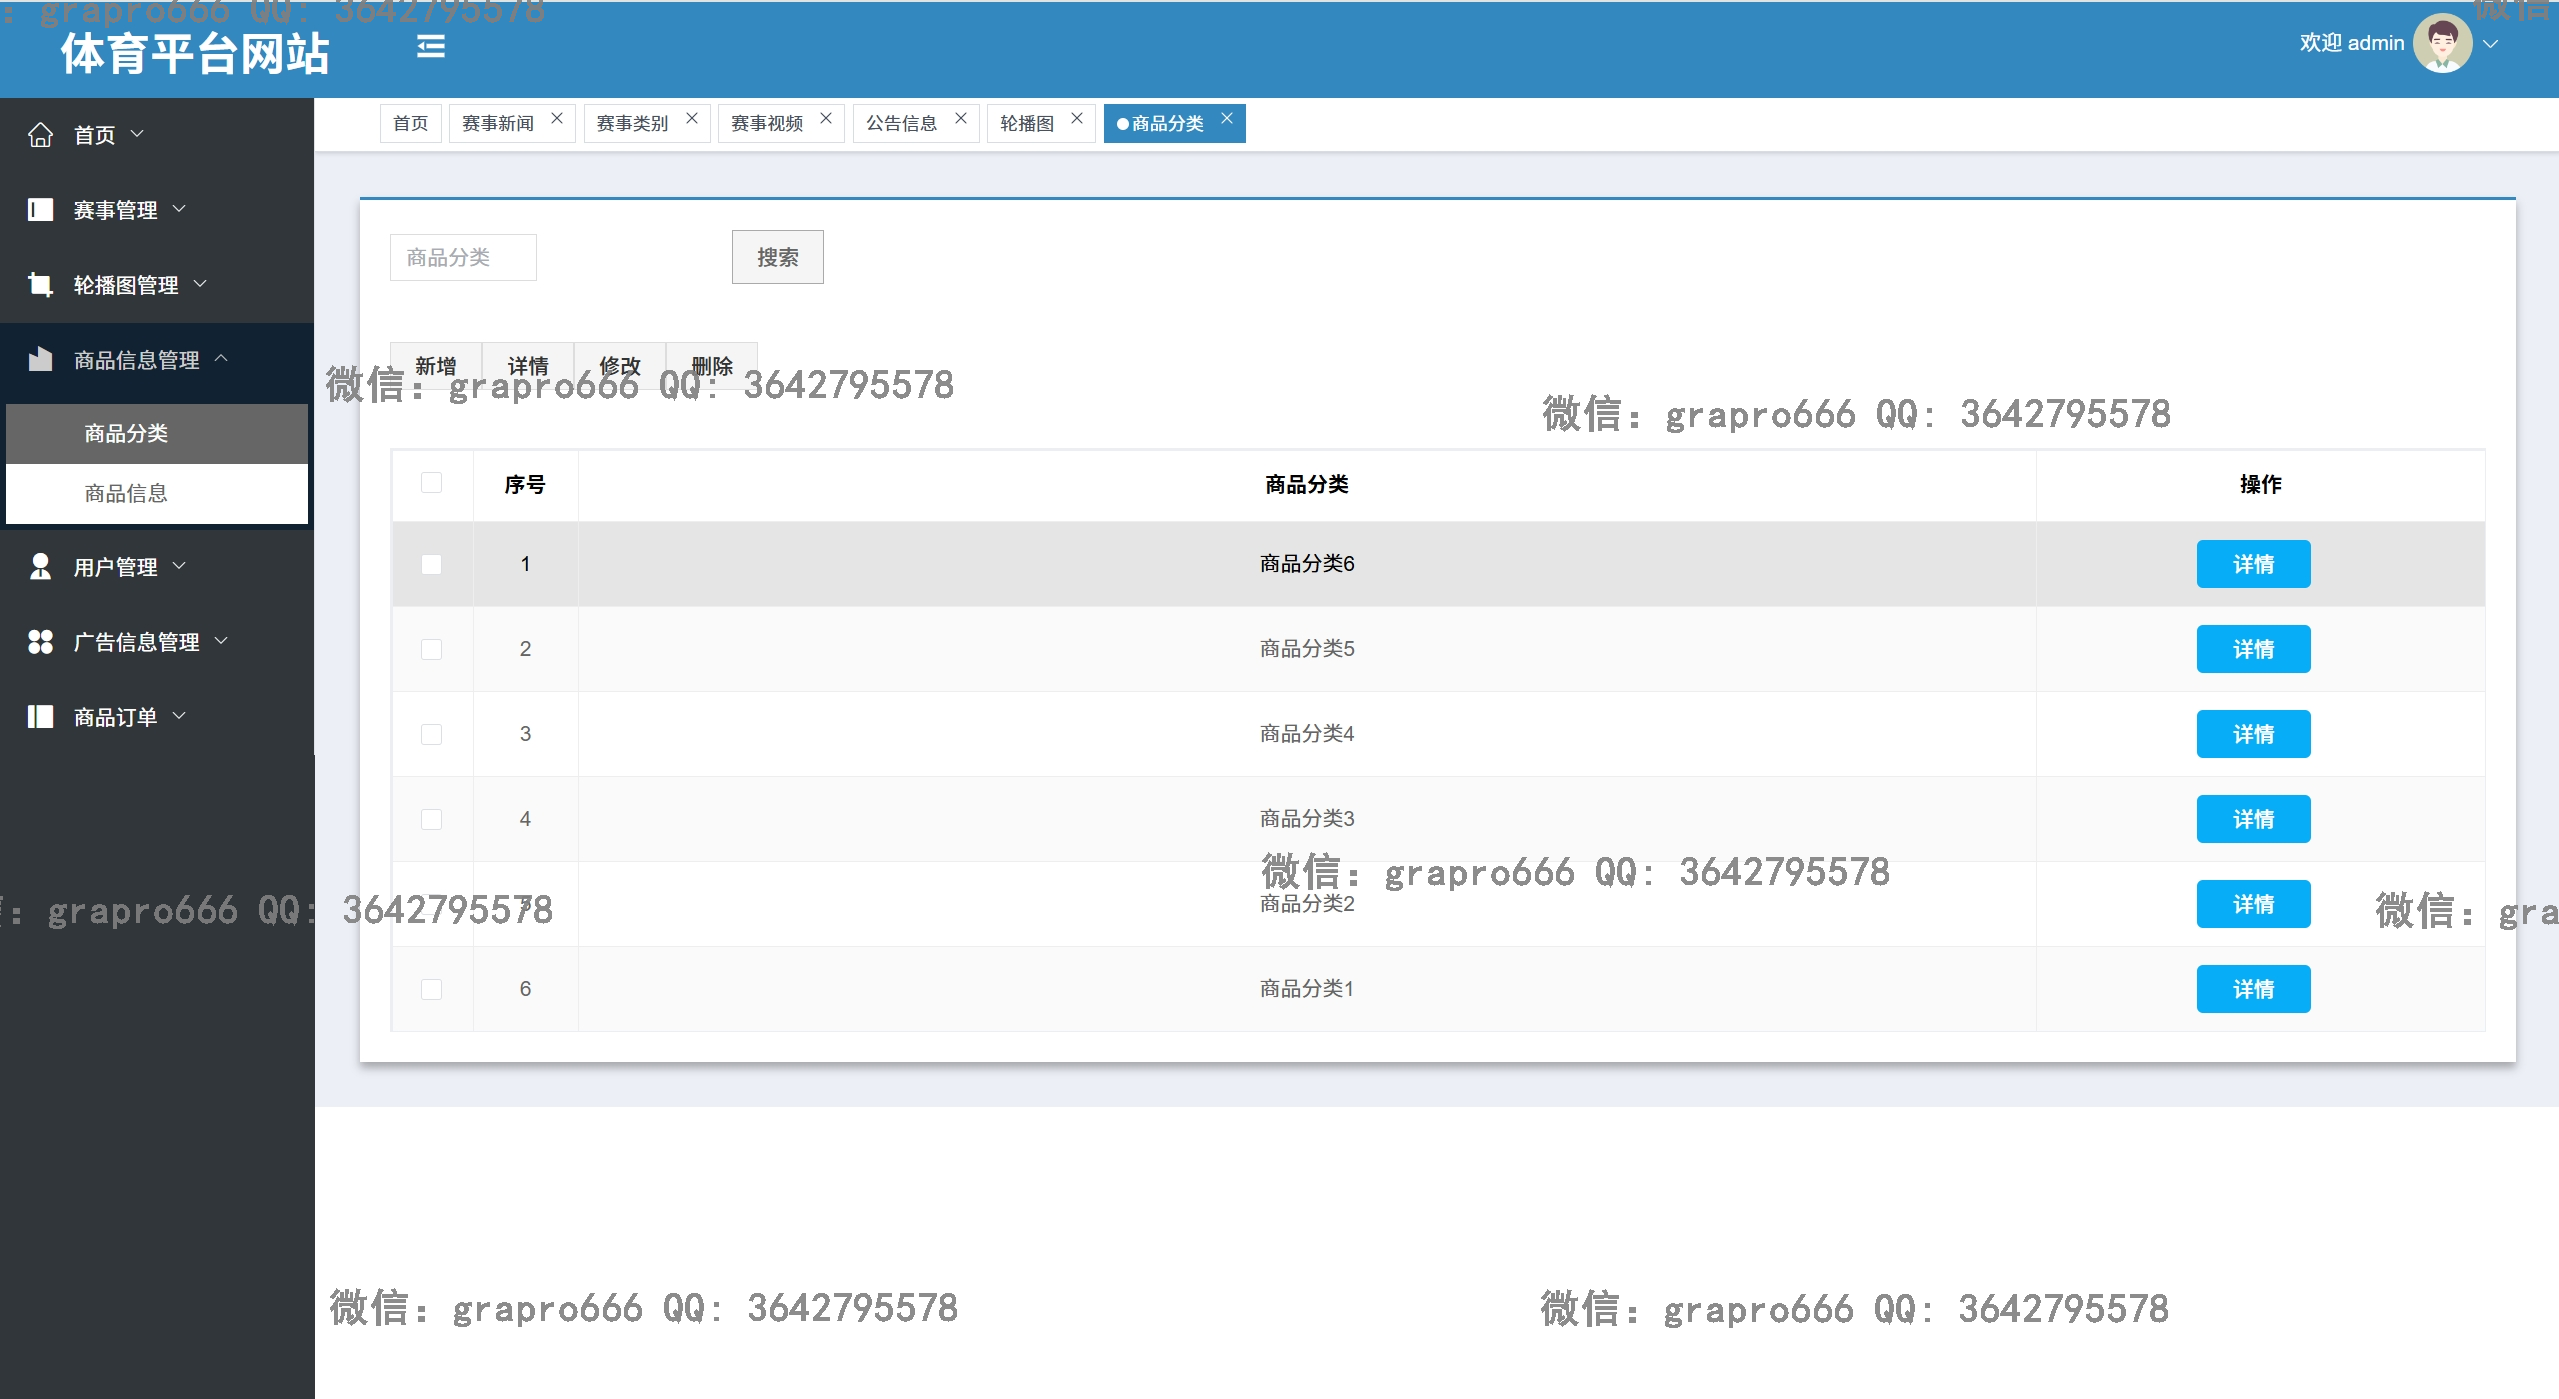 : grapro666 QQ: 3642795578
微信
体育平台网站
欢迎 admin
首页
赛事管理
轮播图管理
商品信息管理
商品分类
商品信息
用户管理
广告信息管理
商品订单
首页 赛事新闻 赛事类别 赛事视频 公告信息 轮播图 商品分类
商品分类 搜索
新增 详情 修改 删除
微信: grapro666 QQ: 3642795578
微信: grapro666 QQ: 3642795578
序号 商品分类 操作
1 商品分类6 详情
2 商品分类5 详情
3 商品分类4 详情
4 商品分类3 详情
微信: grapro666 QQ: 3642795578
5 商品分类2 详情
: grapro666 QQ: 3642795578
微信: gra
6 商品分类1 详情
微信: grapro666 QQ: 3642795578
微信: grapro666 QQ: 3642795578